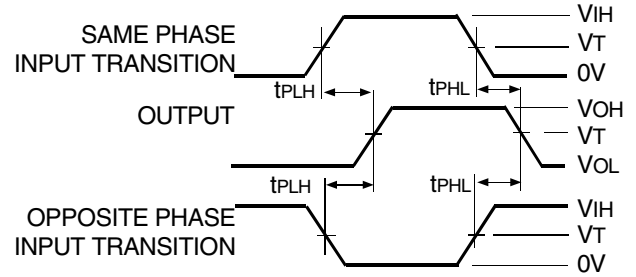 VIH
SAME PHASE
INPUT TRANSITION
VT
0V
tPLH
tPHL
OUTPUT
VOH
VT
VOL
tPLH
tPHL
OPPOSITE PHASE
INPUT TRANSITION
VIH
VT
0V